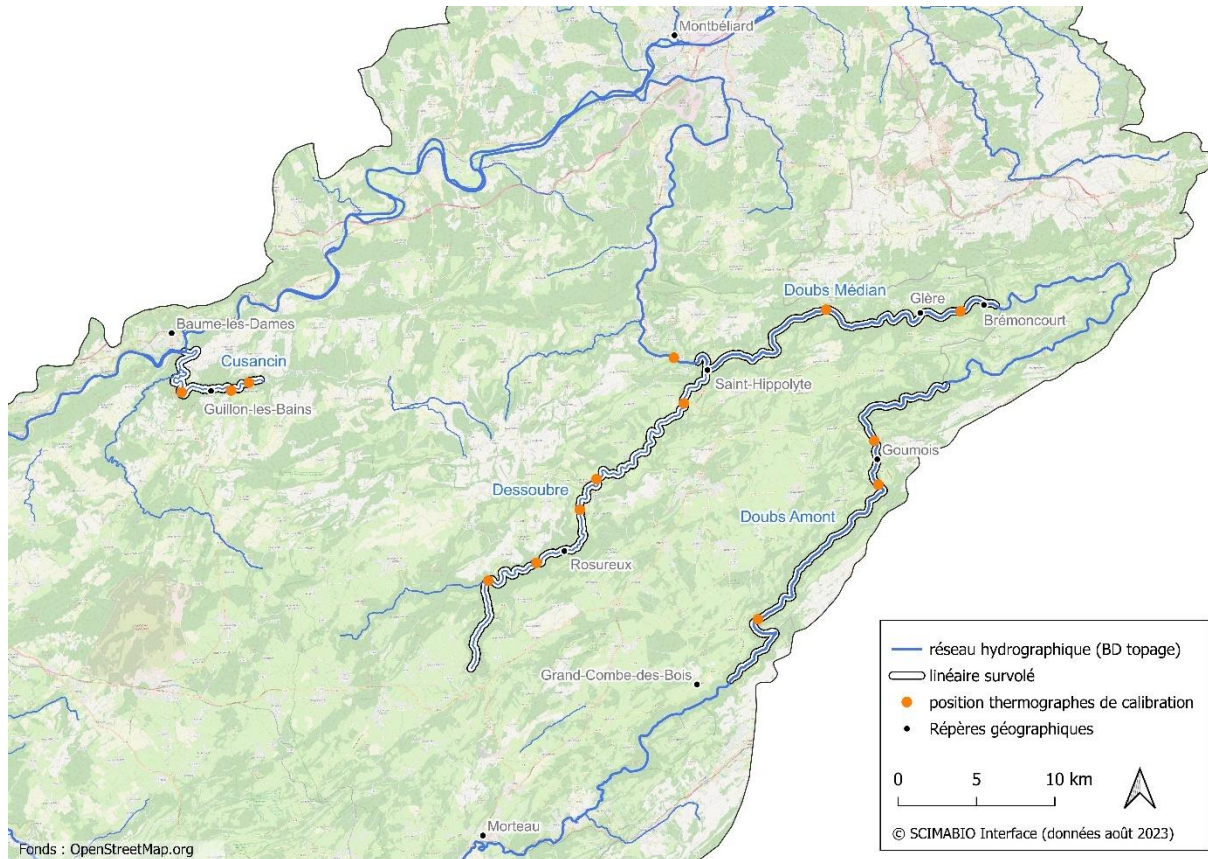 Montbéliard
Doubs Médian
Glère
Brémoncourt
Baume-les-Dames
Cusancin
Guillon-les-Bains
Saint-Hippolyte
Goumois
Dessoubre
Doubs Amont
Rosureux
Grand-Combe-des-Bois
Morteau
réseau hydrographique (BD topage)
linéaire survolé
position thermographes de calibration
Répères géographiques
0 5 10 km
© SCIMABIO Interface (données août 2023)
Fonds : OpenStreetMap.org